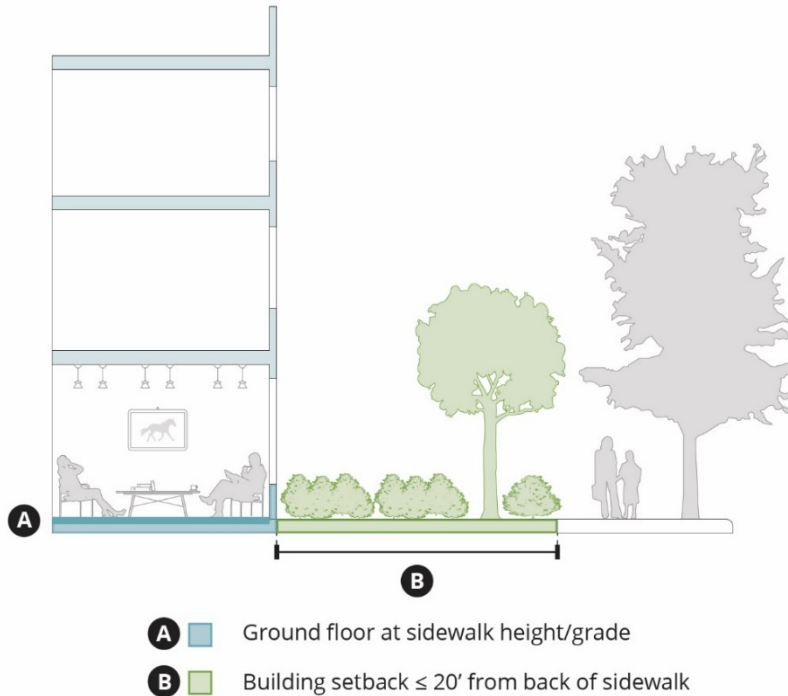 A
B
A Ground floor at sidewalk height/grade
B Building setback ≤ 20’ from back of sidewalk